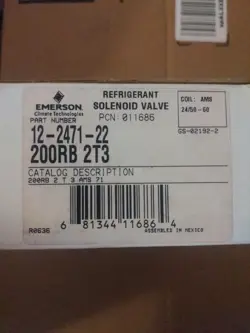 EMERSON
Climate Technologies
REFRIGERANT
SOLENOID VALVE
PCN: 011686
COIL: AMG
24/50-60
PART NUMBER
12-2471-22
200RB 2T3
GS-02192-2
CATALOG DESCRIPTION
200RB 2 T 3 AMG 71
6 81344 11686 4
R0636
ASSEMBLED IN MEXICO